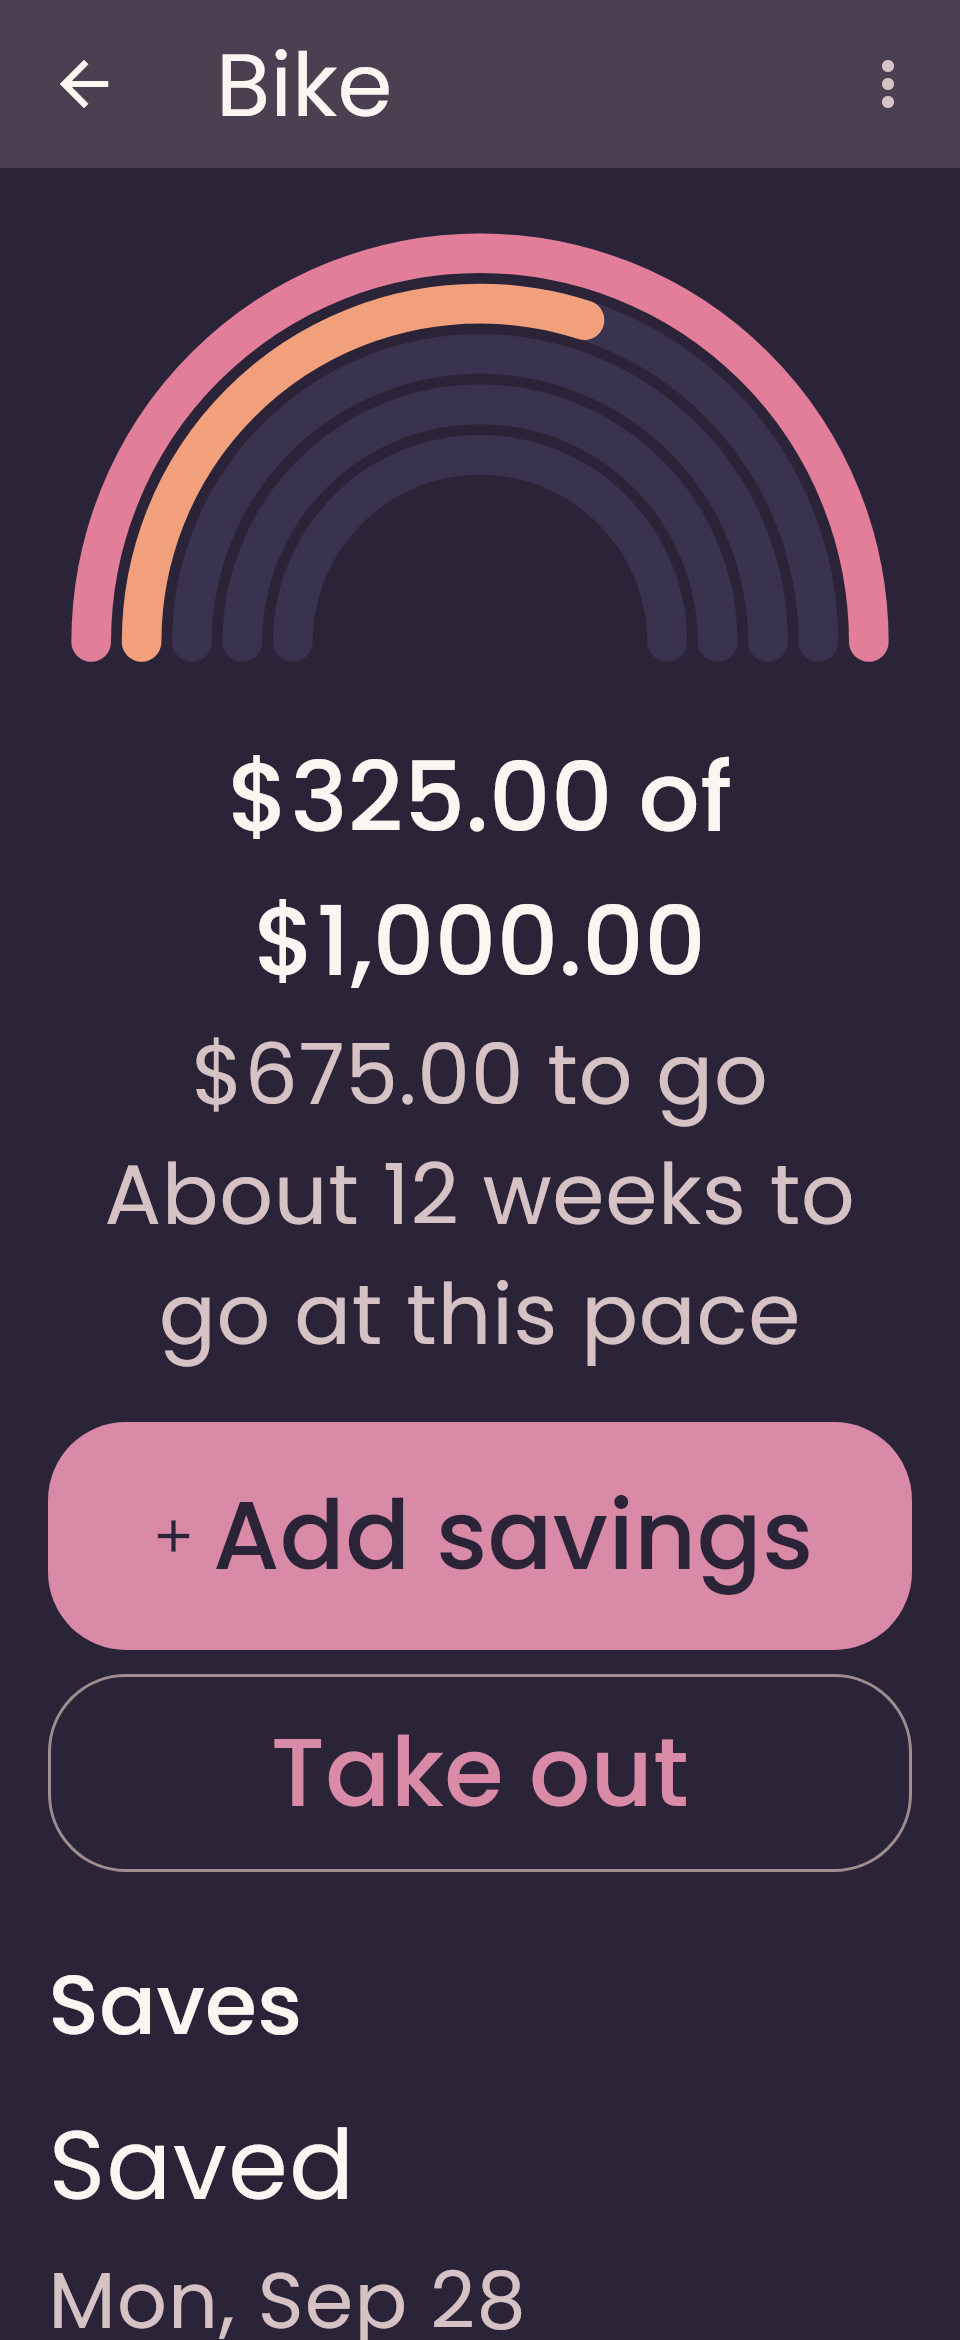 Bike
$325.00 of
$1,000.00
$675.00 to go
About 12 weeks to
go at this pace
+ Add savings
Take out
Saves
Saved
Mon, Sep 28